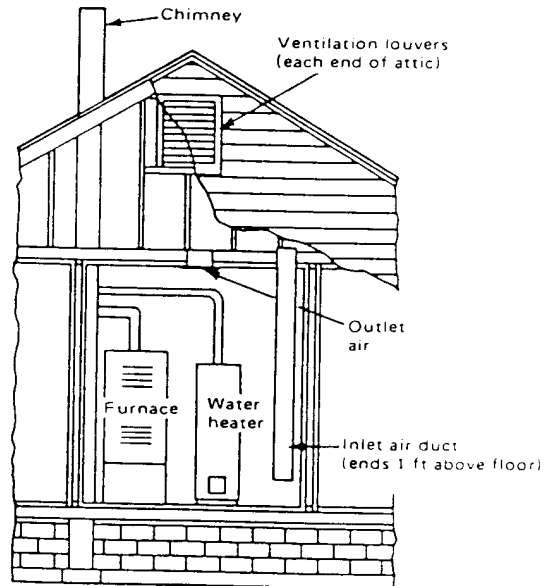 Chimney
Ventilation louvers
(each end of attic)
Outlet
air
Furnace
Water
heater
Inlet air duct
(ends 1 ft above floor)